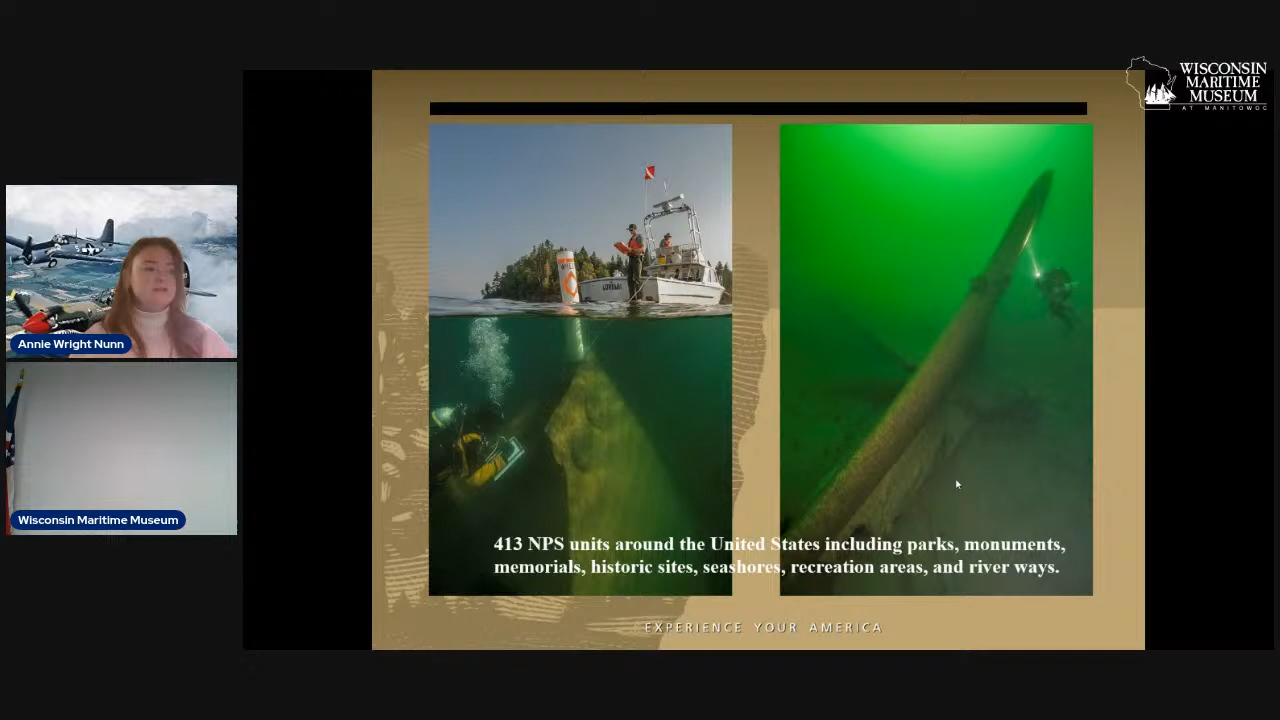 WISCONSIN
MARITIME
MUSEUM
AT MANITOWOC
Annie Wright Nunn
Wisconsin Maritime Museum
413 NPS units around the United States including parks, monuments,
memorials, historic sites, seashores, recreation areas, and river ways.
EXPERIENCE YOUR AMERICA